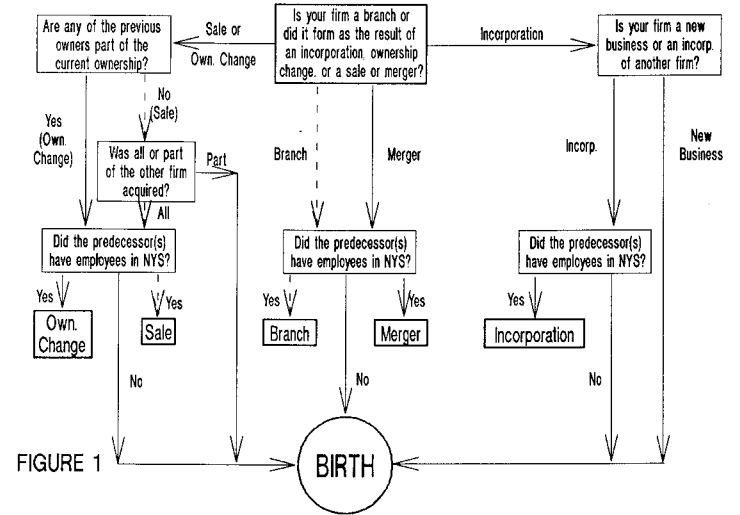 Are any of the previous
owners part of the
current ownership?
Sale or
Own. Change
Is your firm a branch or
did it form as the result of
an incorporation, ownership
change. or a sale or merger?
Incorporation
Is your firm a new
business or an incorp.
of another firm?
Yes
(Own.
Change)
No
(Sale)
Was all or part
of the other firm
acquired?
Part
All
Branch
Merger
Incorp.
New
Business
Did the predecessor(s)
have employees in NYS?
Did the predecessor(s)
have employees in NYS?
Did the predecessor(s)
have employees in NYS?
Yes
Yes
Yes
Yes
Yes
Own.
Change
Sale
Branch
Merger
Incorporation
No
No
No
FIGURE 1
BIRTH